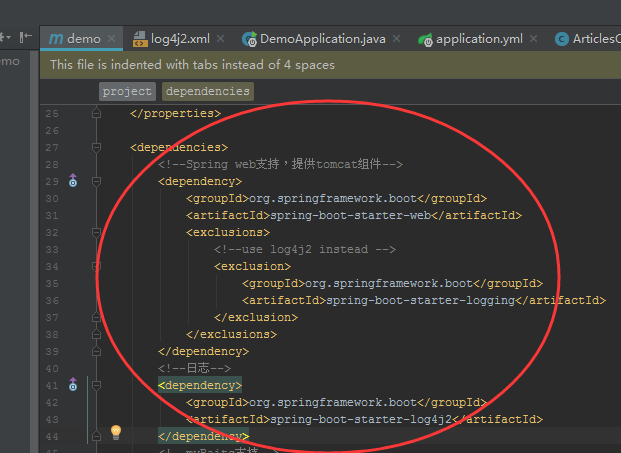 demo
log4j2.xml
DemoApplication.java
application.yml
ArticlesC
emo
This file is indented with tabs instead of 4 spaces
project
dependencies
25 </properties>
26
27 <dependencies>
28 <!--Spring web支持，提供tomcat组件-->
29 <dependency>
30 <groupId>org.springframework.boot</groupId>
31 <artifactId>spring-boot-starter-web</artifactId>
32 <exclusions>
33 <!--use log4j2 instead -->
34 <exclusion>
35 <groupId>org.springframework.boot</groupId>
36 <artifactId>spring-boot-starter-logging</artifactId>
37 </exclusion>
38 </exclusions>
39 </dependency>
40 <!--日志-->
41 <dependency>
42 <groupId>org.springframework.boot</groupId>
43 <artifactId>spring-boot-starter-log4j2</artifactId>
44 </dependency>